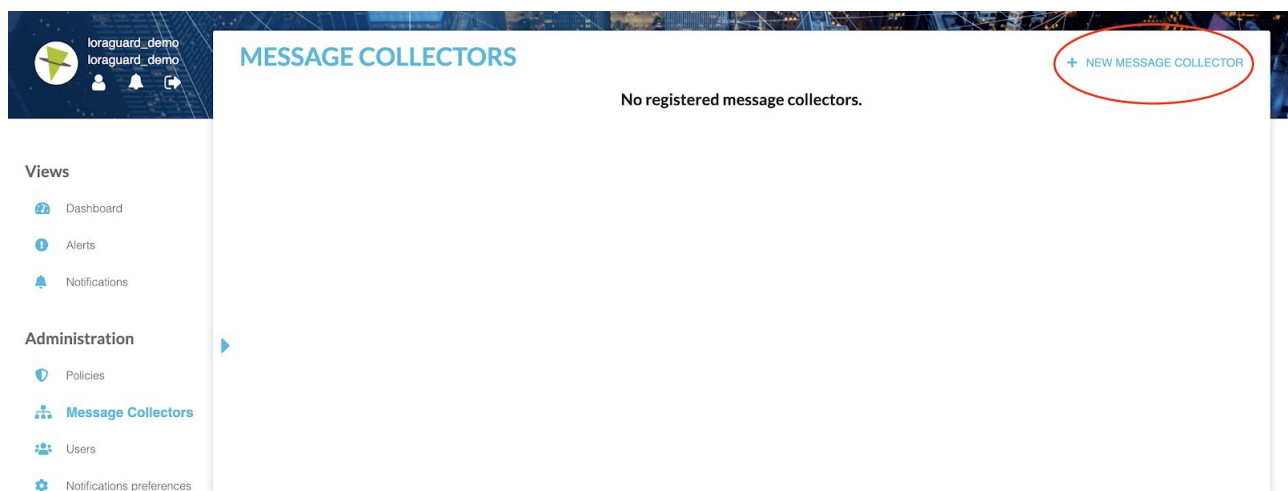 loraguard_demo
loraguard_demo
MESSAGE COLLECTORS
+ NEW MESSAGE COLLECTOR
No registered message collectors.
Views
Dashboard
Alerts
Notifications
Administration
Policies
Message Collectors
Users
Notifications preferences